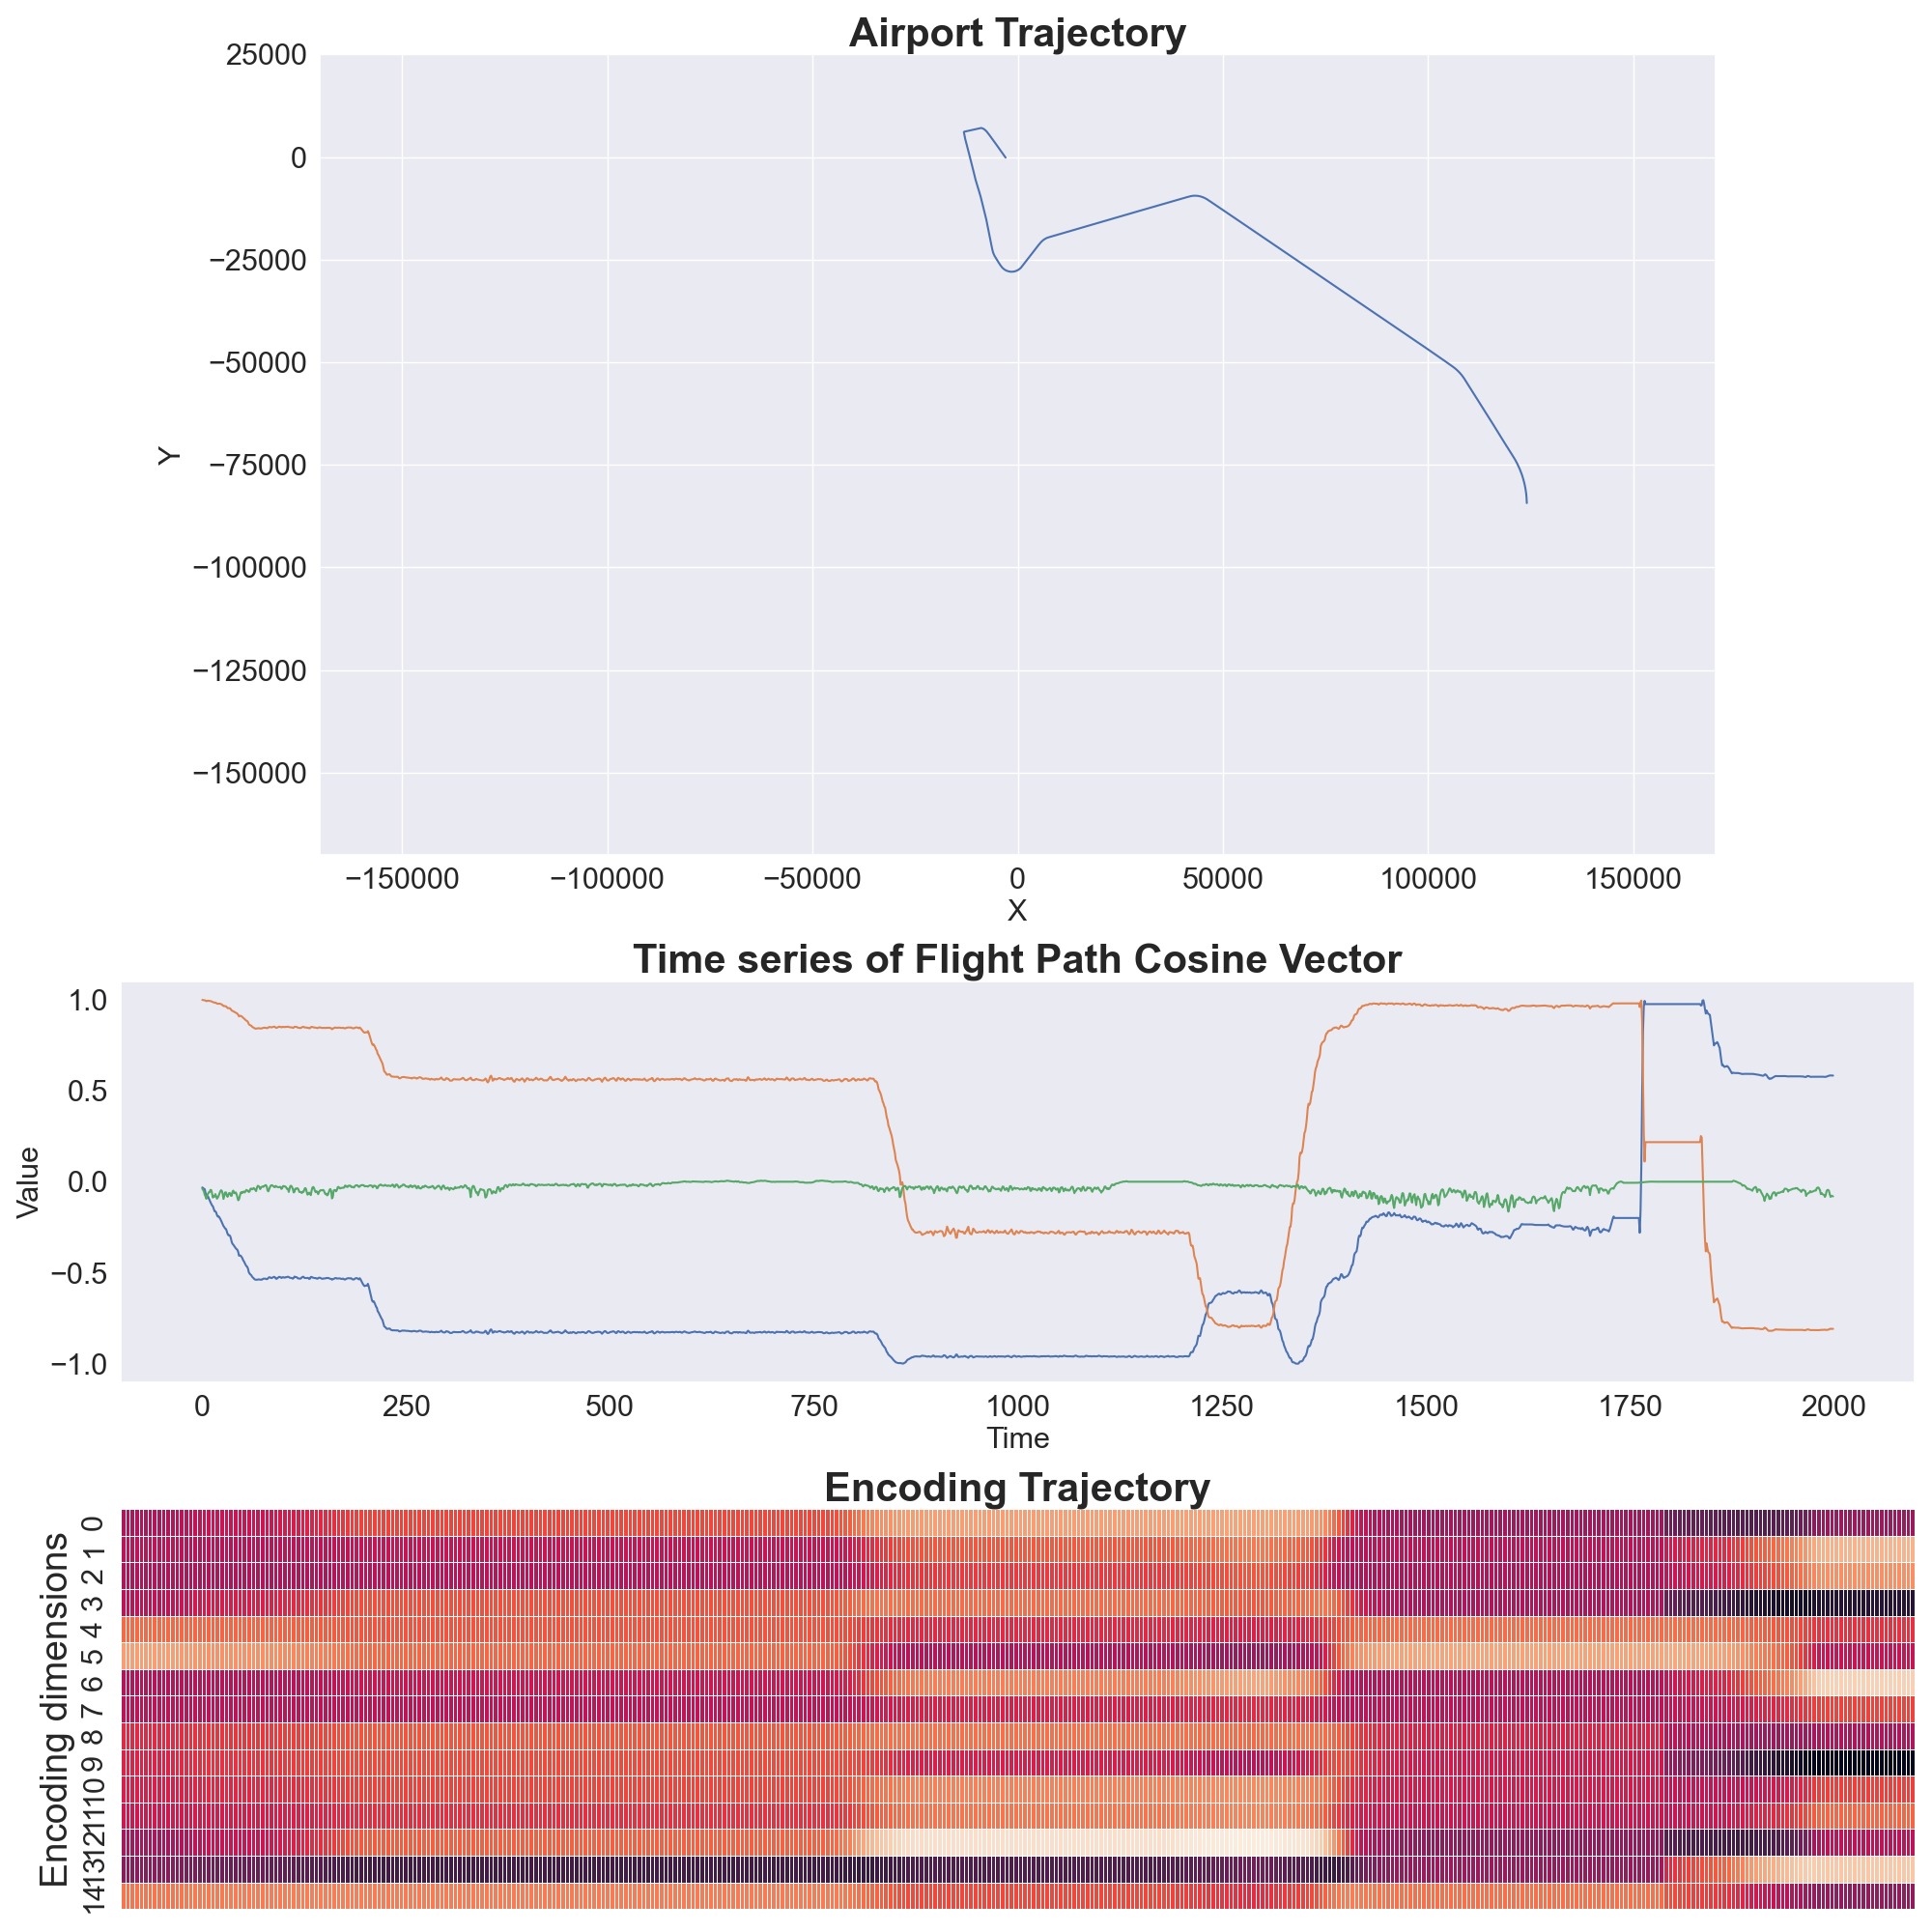 Airport Trajectory
25000
0
−25000
−50000
−75000
−100000
−125000
−150000
Y
−150000 −100000 −50000 0 50000 100000 150000
X
Time series of Flight Path Cosine Vector
1.0
0.5
0.0
−0.5
−1.0
Value
0 250 500 750 1000 1250 1500 1750 2000
Time
Encoding Trajectory
Encoding dimensions
0
1
2
3
4
5
6
7
8
9
10
11
12
13
14